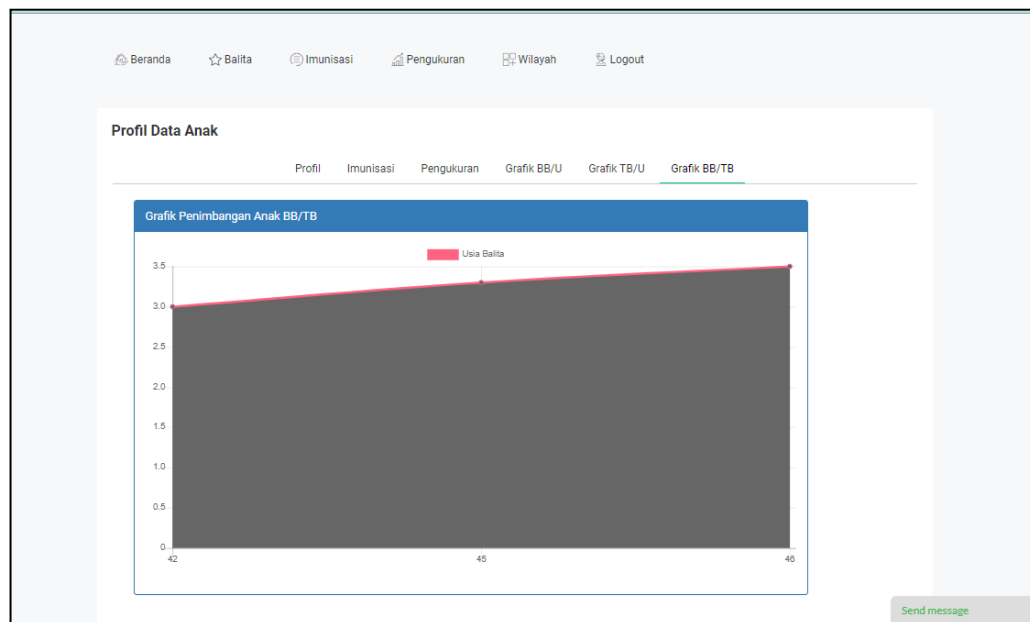 Beranda Balita Imunisasi Pengukuran Wilayah Logout
Profil Data Anak
Profil Imunisasi Pengukuran Grafik BB/U Grafik TB/U Grafik BB/TB
Grafik Penimbangan Anak BB/TB
Usia Balita
3.5
3.0
2.5
2.0
1.5
1.0
0.5
0
42 45 46
Send message